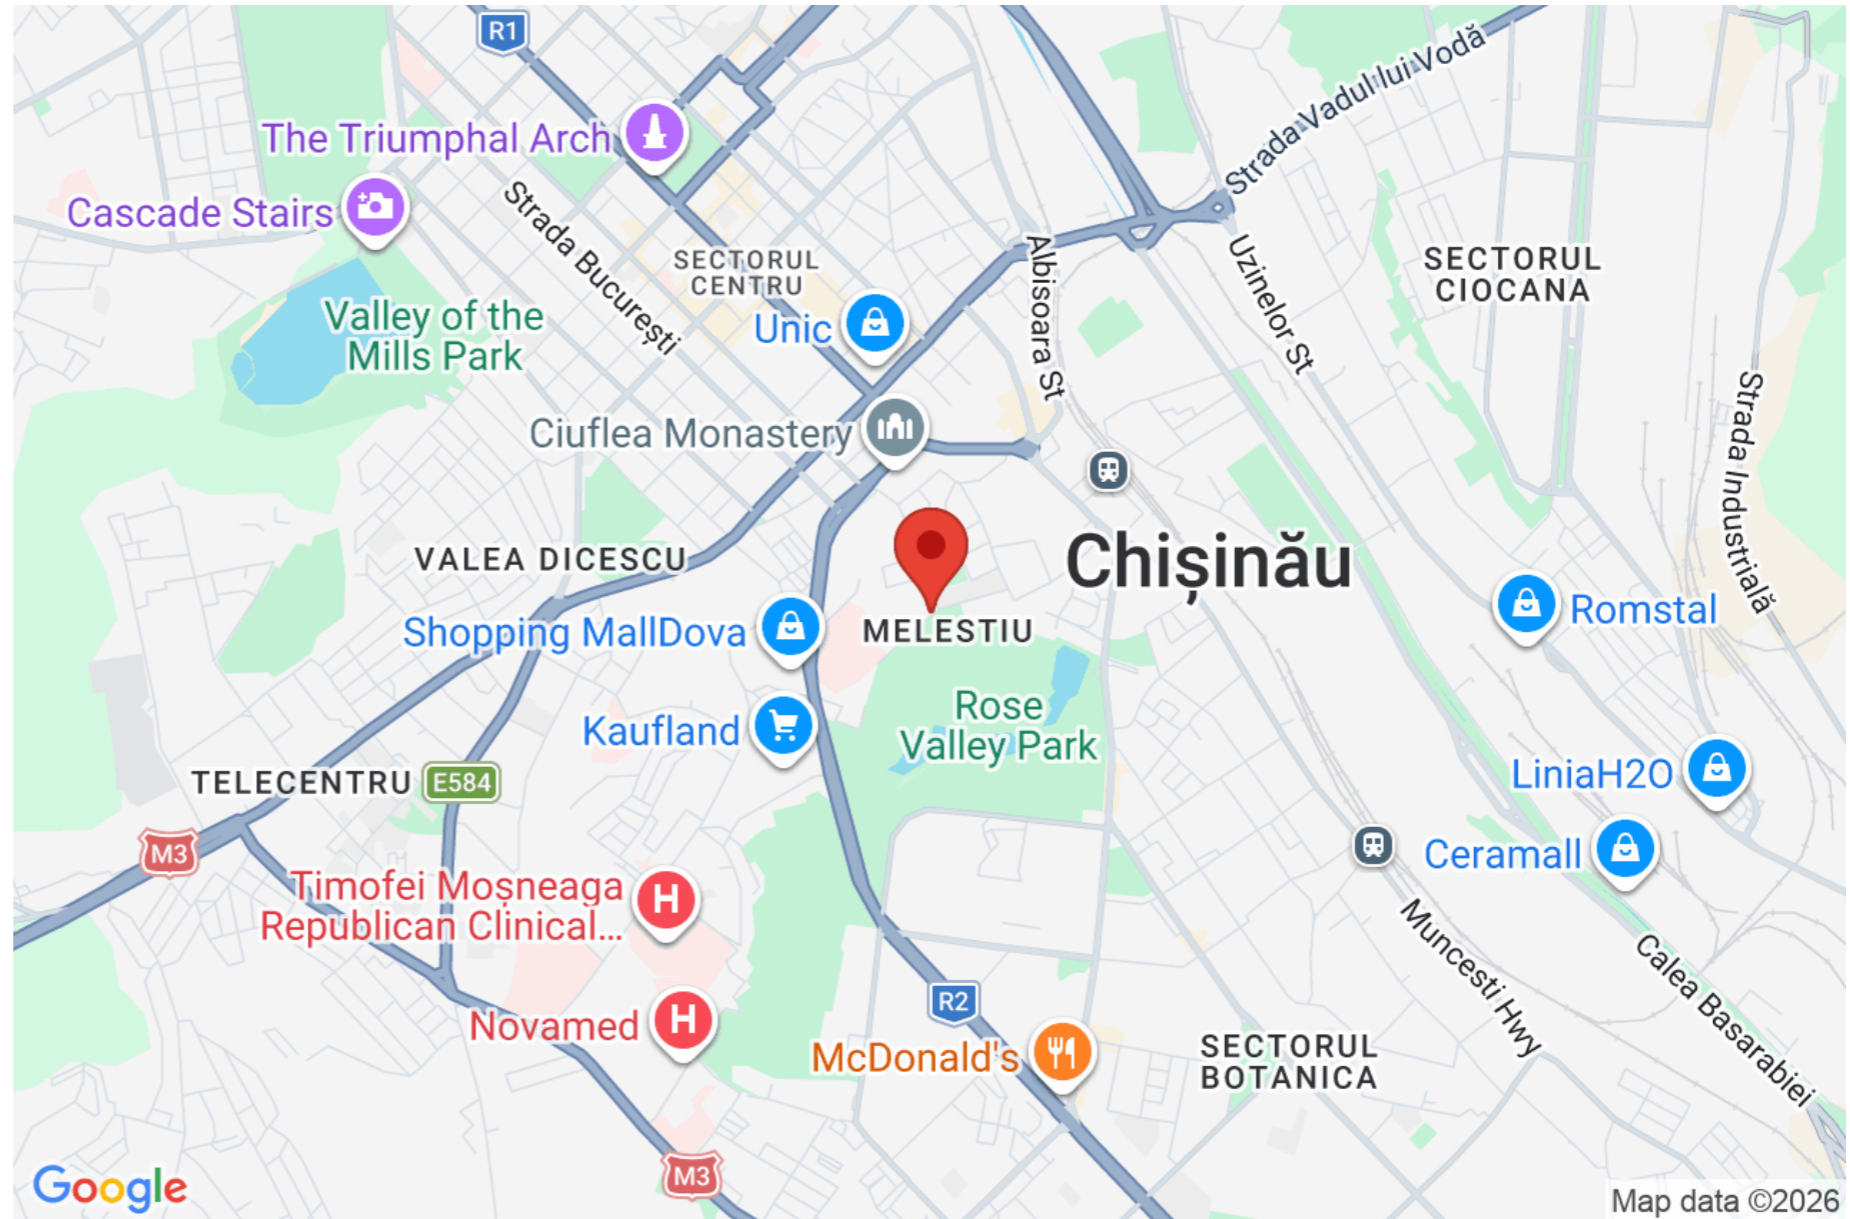 R1
Strada Vadul lui Vodă
The Triumphal Arch
Cascade Stairs
Strada București
SECTORUL
CENTRU
Albisoara St
Uzinelor St
SECTORUL
CIOCANA
Valley of the
Mills Park
Unic
Strada Industrială
Ciuflea Monastery
VALEA DICESCU
Chișinău
Romstal
Shopping MallDova
MELESTIU
Rose
Valley Park
Kaufland
TELECENTRU
E584
LiniaH2O
M3
Ceramall
Timofei Moșneaga
Republican Clinical...
H
Muncesti Hwy
Calea Basarabiei
R2
Novamed
H
McDonald's
SECTORUL
BOTANICA
M3
Google
Map data ©2026